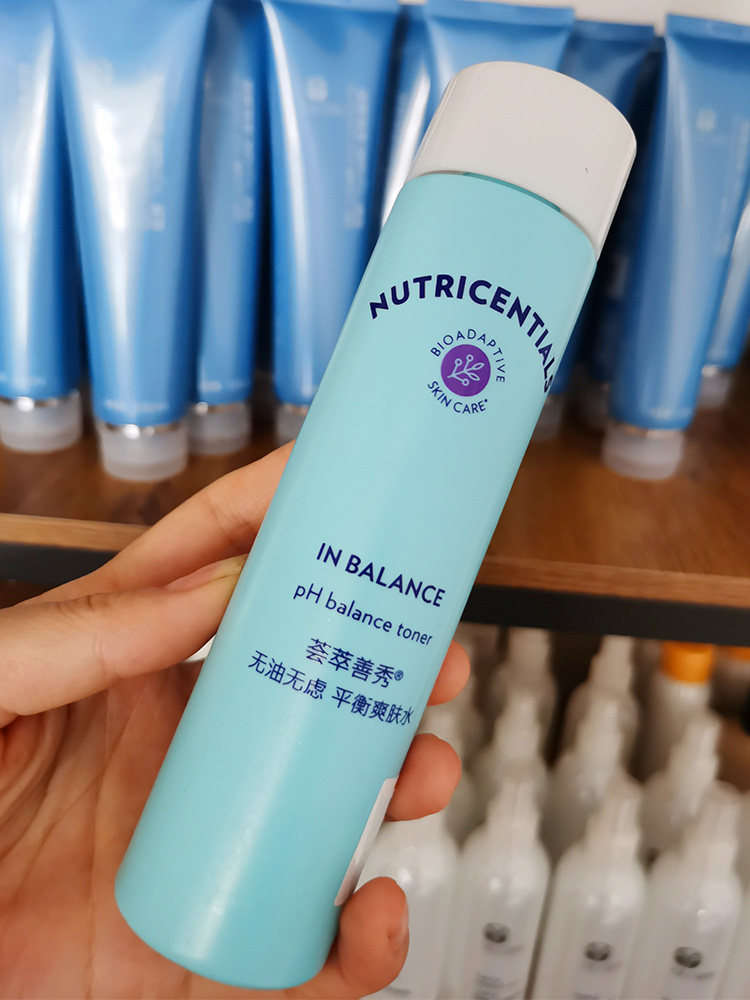 NUTRICENTIALS
BIOADAPTIVE
SKIN CARE*
IN BALANCE
pH balance toner
荟萃善秀®
无油无虑 平衡爽肤水